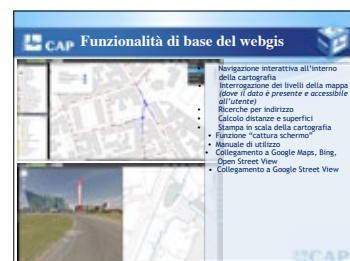 CAP Funzionalità di base del webgis
Navigazione interattiva all'interno
della cartografia
Interrogazione dei livelli della mappa
(dove il dato è presente e accessibile
all'utente)
Ricerche per indirizzo
Calcolo distanze e superfici
Stampa in scala della cartografia
• Funzione "cattura schermo"
• Manuale di utilizzo
• Collegamento a Google Maps, Bing,
Open Street View
• Collegamento a Google Street View
CAP